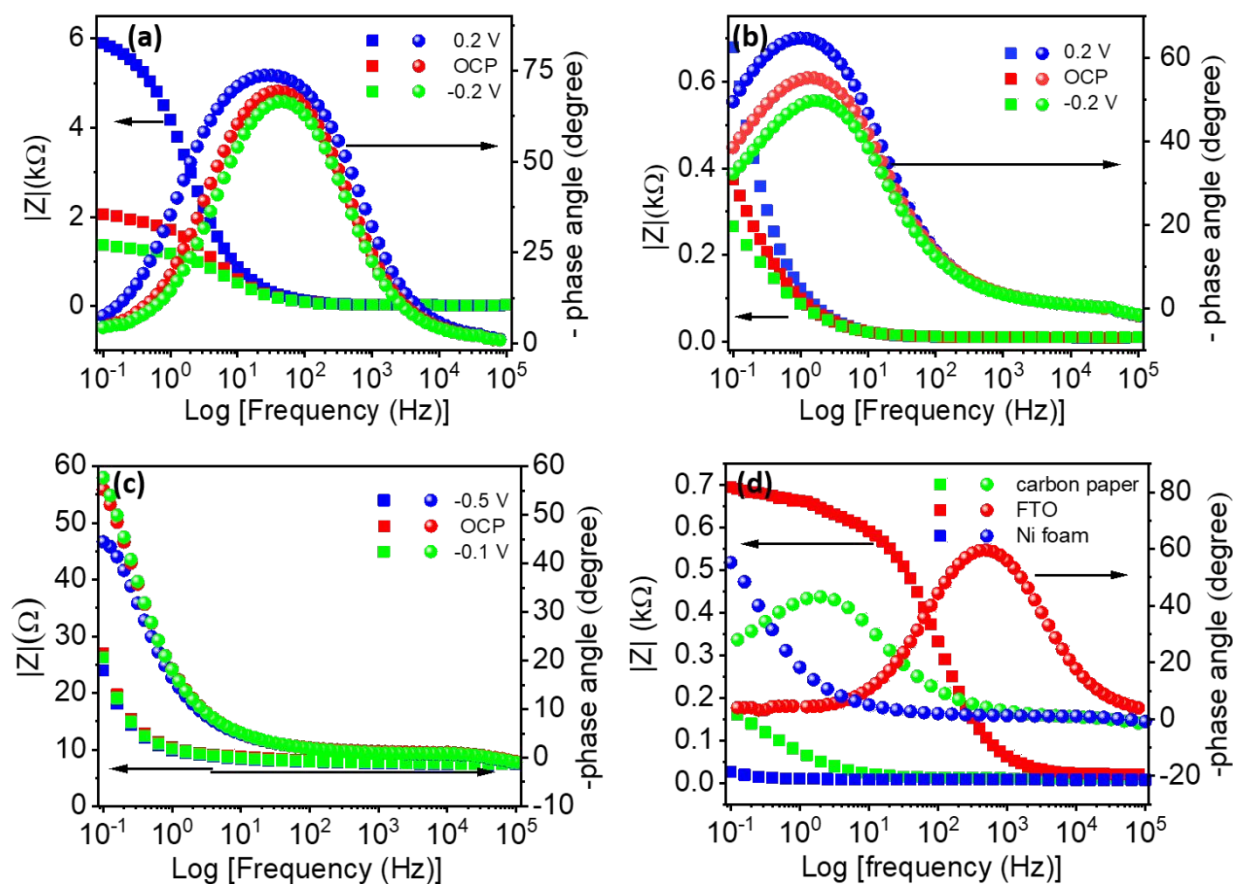 (a)
0.2 V
OCP
-0.2 V
|Z|(kΩ)
6
4
2
0
- phase angle (degree)
75
50
25
0
10⁻¹ 10⁰ 10¹ 10² 10³ 10⁴ 10⁵
Log [Frequency (Hz)]
(b)
0.2 V
OCP
-0.2 V
|Z|(kΩ)
0.6
0.4
0.2
0.0
- phase angle (degree)
60
40
20
0
10⁻¹ 10⁰ 10¹ 10² 10³ 10⁴ 10⁵
Log [Frequency (Hz)]
(c)
-0.5 V
OCP
-0.1 V
|Z|(Ω)
60
50
40
30
20
10
0
-phase angle (degree)
60
50
40
30
20
10
0
-10
10⁻¹ 10⁰ 10¹ 10² 10³ 10⁴ 10⁵
Log [Frequency (Hz)]
(d)
carbon paper
FTO
Ni foam
|Z| (kΩ)
0.7
0.6
0.5
0.4
0.3
0.2
0.1
0.0
-phase angle (degree)
80
60
40
20
0
-20
10⁻¹ 10⁰ 10¹ 10² 10³ 10⁴ 10⁵
Log [frequency (Hz)]